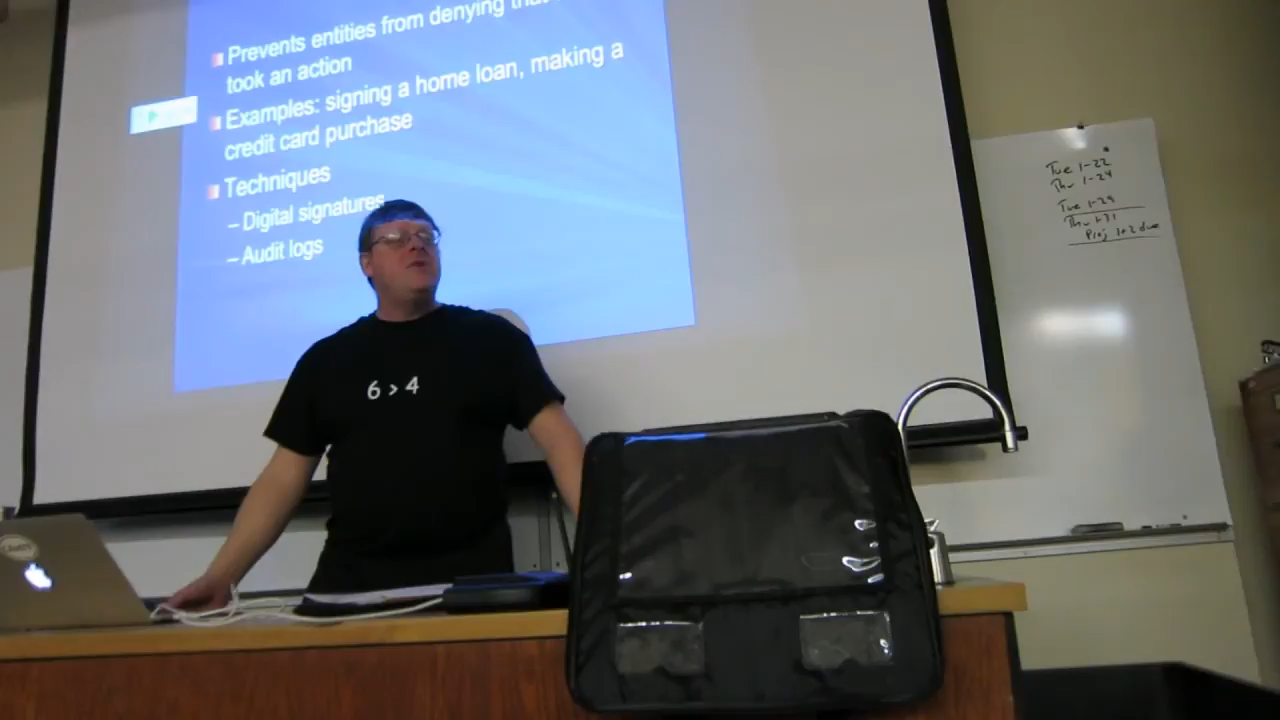 Prevents entities from denying that
took an action
Examples: signing a home loan, making a
credit card purchase
Techniques
– Digital signatures
– Audit logs
6 > 4
Tue 1-22
Thu 1-24
Tue 1-29
Thu 1-31
Proj 1+2 due